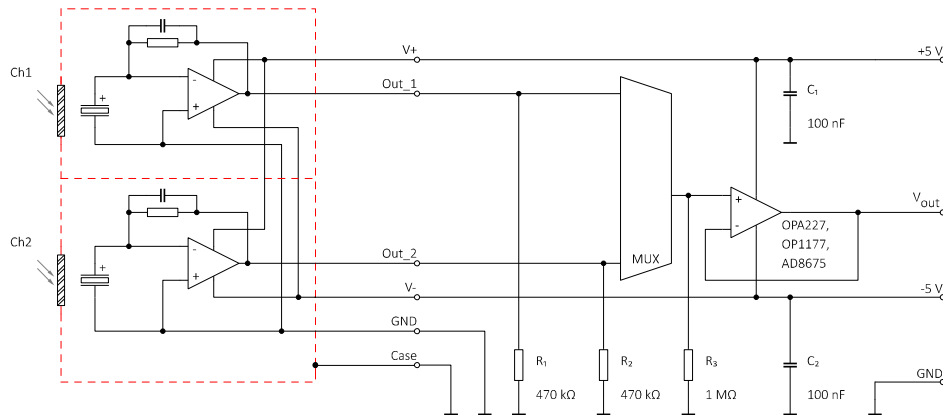 V+
+5 V
Ch1
Out_1
C₁
100 nF
-
+
+
Ch2
Out_2
MUX
+
-
Vout
OPA227,
OP1177,
AD8675
-
+
+
V-
-5 V
GND
Case
R₁
470 kΩ
R₂
470 kΩ
R₃
1 MΩ
C₂
100 nF
GND